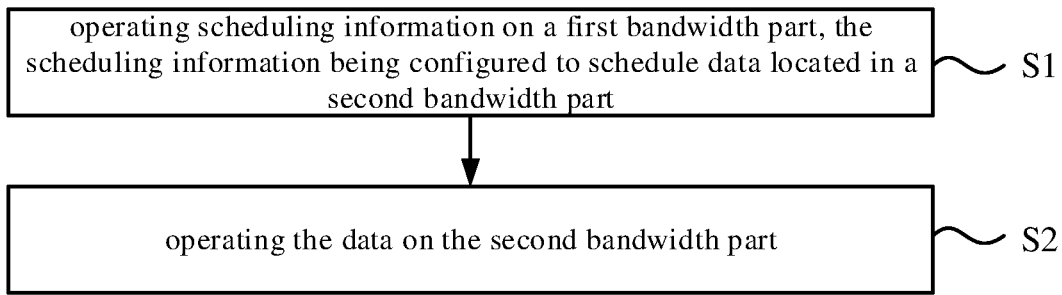 operating scheduling information on a first bandwidth part, the
scheduling information being configured to schedule data located in a
second bandwidth part
S1
operating the data on the second bandwidth part
S2